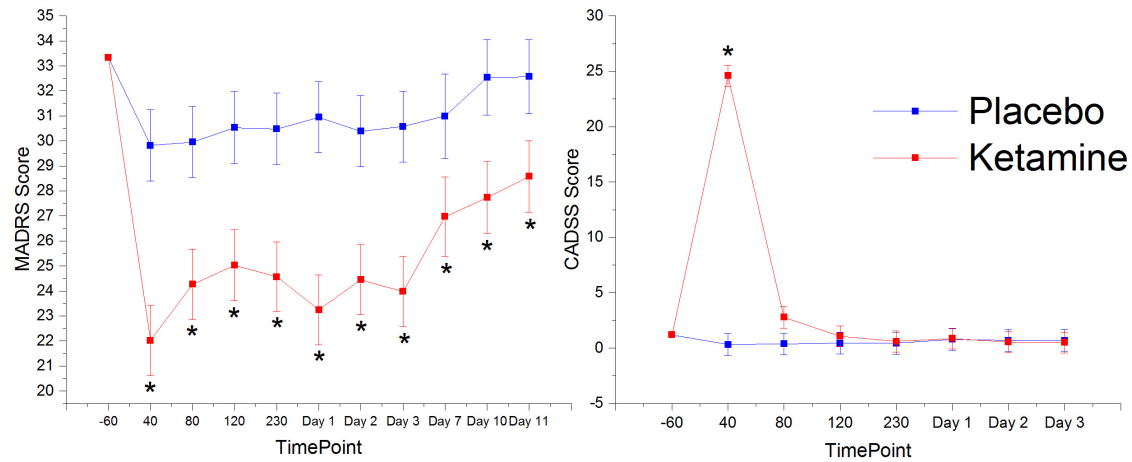 35
34
33
32
31
30
29
28
27
26
25
24
23
22
21
20
MADRS Score
-60 40 80 120 230 Day 1 Day 2 Day 3 Day 7 Day 10 Day 11
TimePoint
* * * * * * * * * *
30
25
20
15
10
5
0
-5
CADSS Score
*
Placebo
Ketamine
-60 40 80 120 230 Day 1 Day 2 Day 3
TimePoint